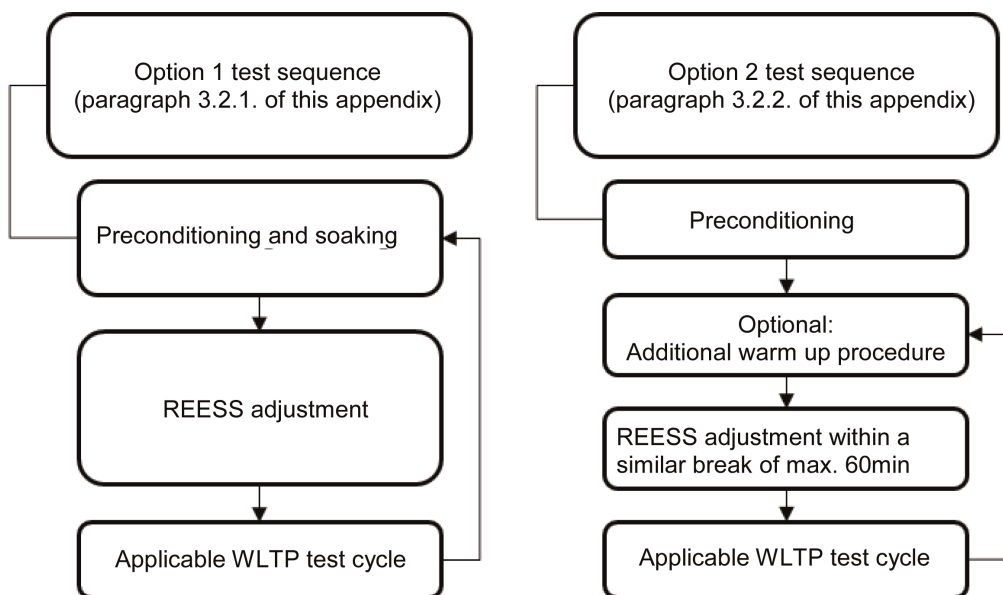 Option 1 test sequence
(paragraph 3.2.1. of this appendix)
Preconditioning and soaking
REESS adjustment
Applicable WLTP test cycle
Option 2 test sequence
(paragraph 3.2.2. of this appendix)
Preconditioning
Optional:
Additional warm up procedure
REESS adjustment within a
similar break of max. 60min
Applicable WLTP test cycle